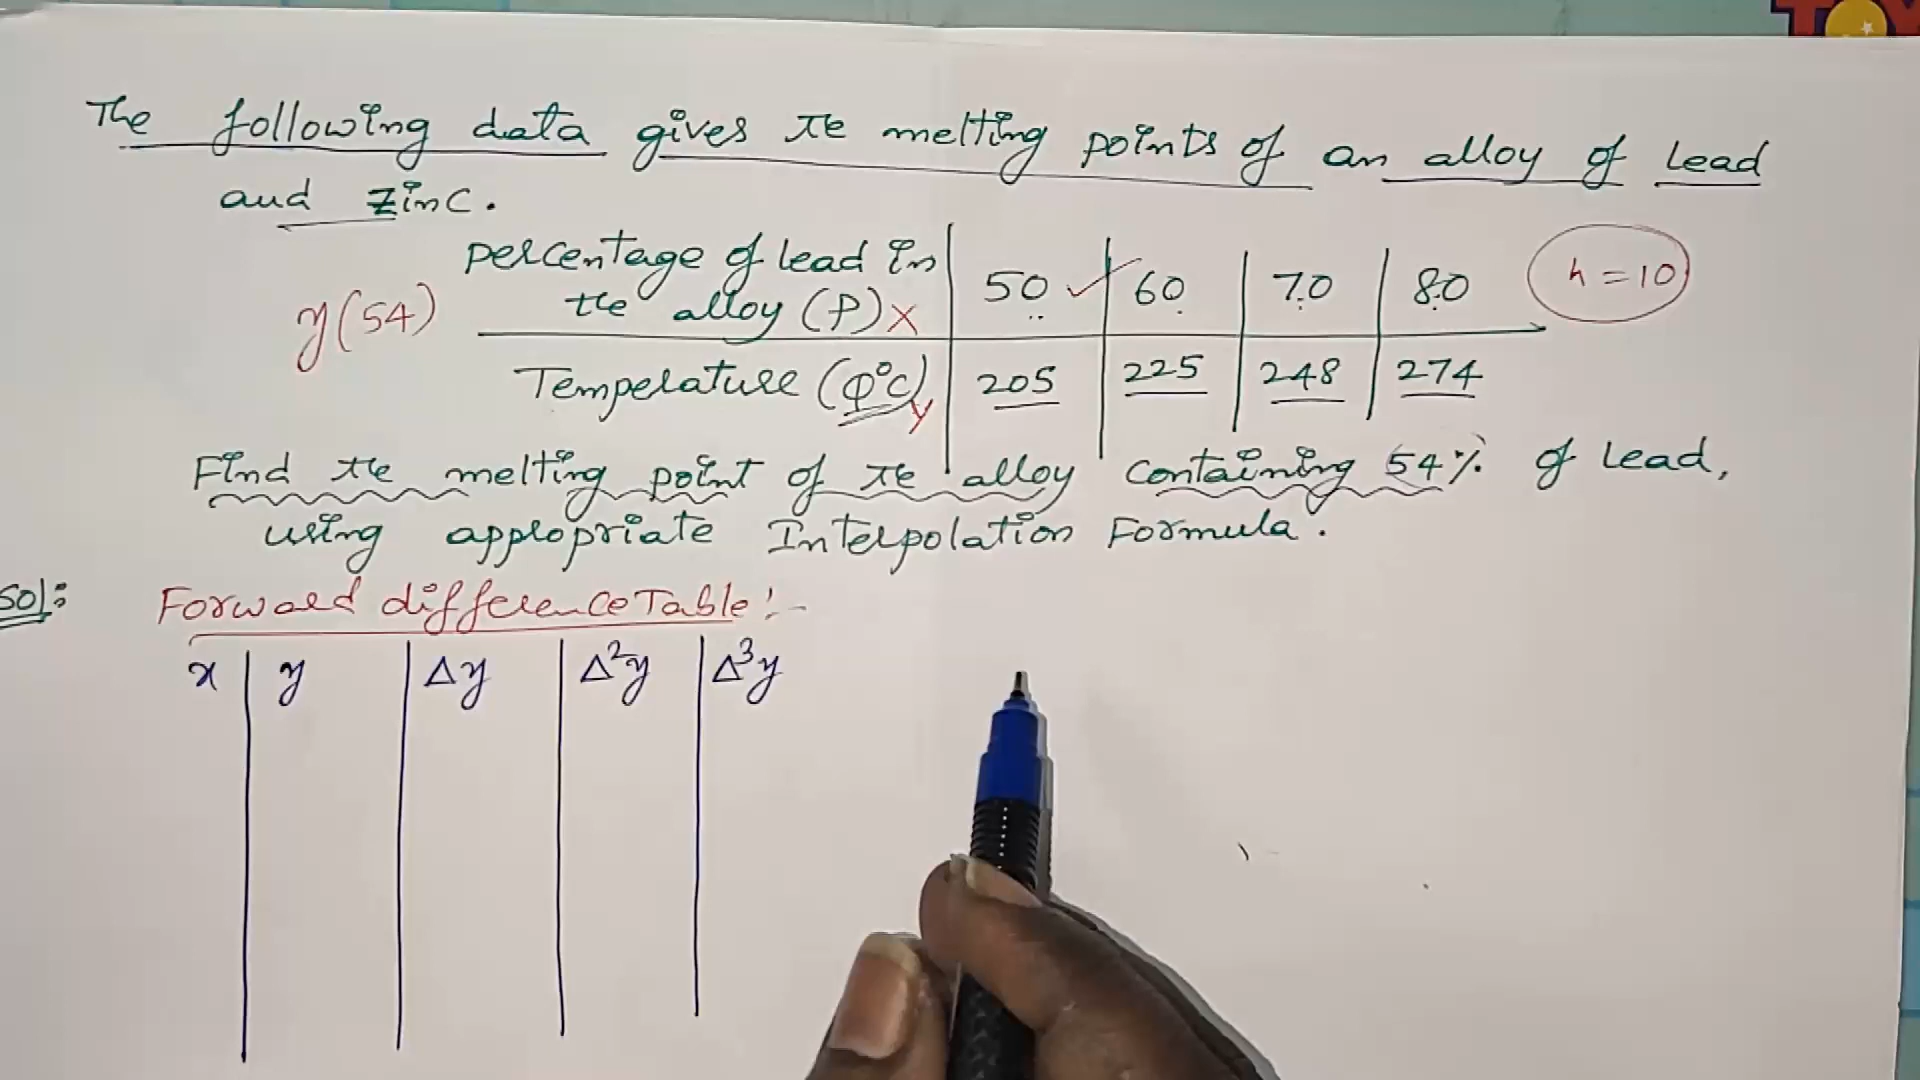 TOY
The following data gives the melting points of an alloy of lead
and Zinc.
percentage of lead in the alloy (P) X | 50 ✓ | 60 | 70 | 80
h = 10
y(54)
Temperature (Q°C) y | 205 | 225 | 248 | 274
Find the melting point of the alloy containing 54% of lead,
using appropriate Interpolation Formula.
Sol:
Forward difference Table:-
x | y | Δy | Δ²y | Δ³y